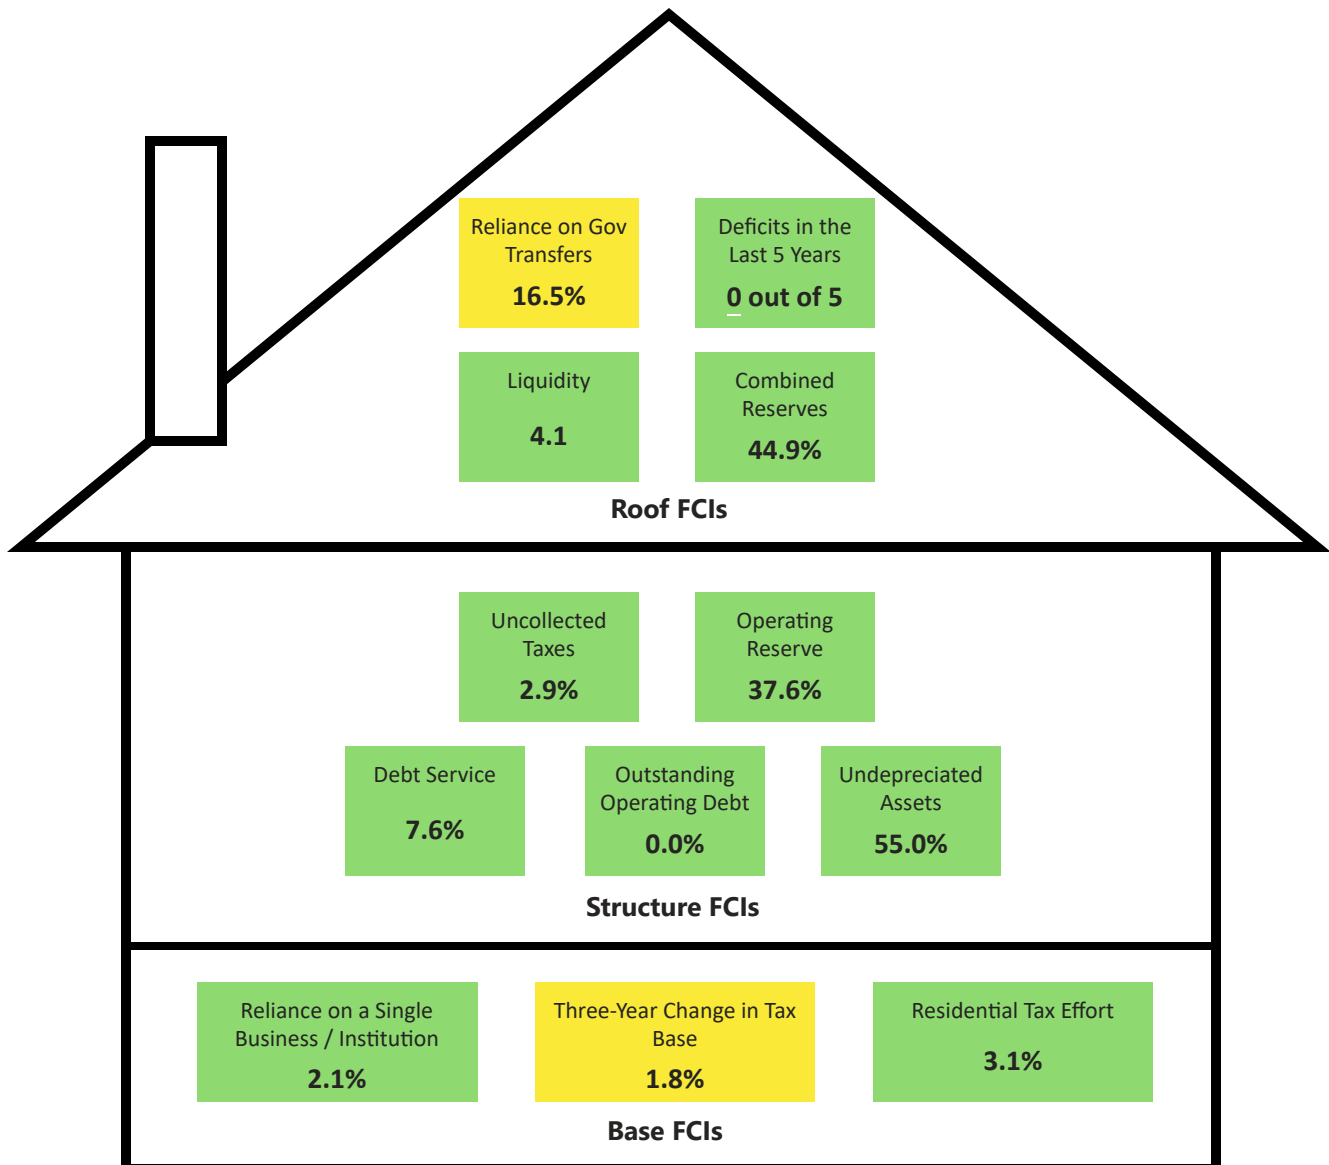 Reliance on Gov
Transfers
16.5%
Deficits in the
Last 5 Years
0 out of 5
Liquidity
4.1
Combined
Reserves
44.9%
Roof FCIs
Uncollected
Taxes
2.9%
Operating
Reserve
37.6%
Debt Service
7.6%
Outstanding
Operating Debt
0.0%
Undepreciated
Assets
55.0%
Structure FCIs
Reliance on a Single
Business / Institution
2.1%
Three-Year Change in Tax
Base
1.8%
Residential Tax Effort
3.1%
Base FCIs